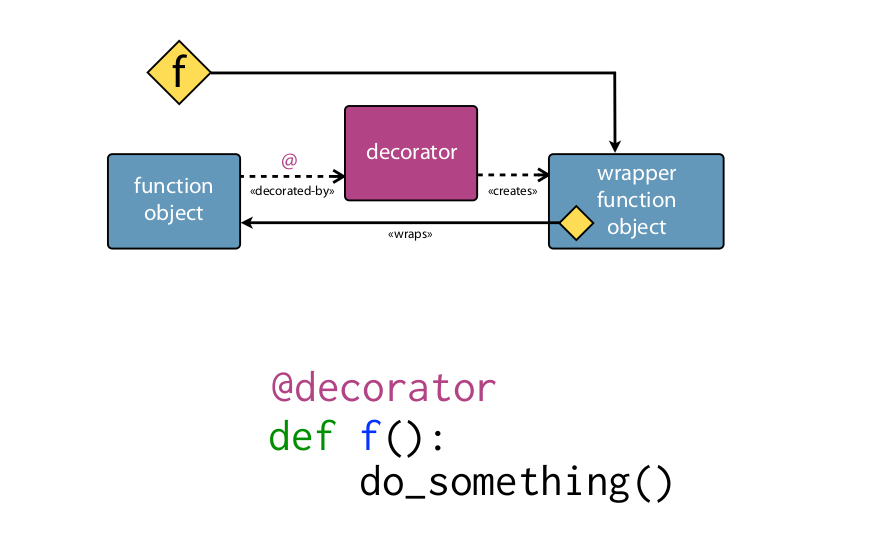 f
decorator
@
«decorated-by»
function
object
«creates»
wrapper
function
object
«wraps»
@decorator
def f():
    do_something()